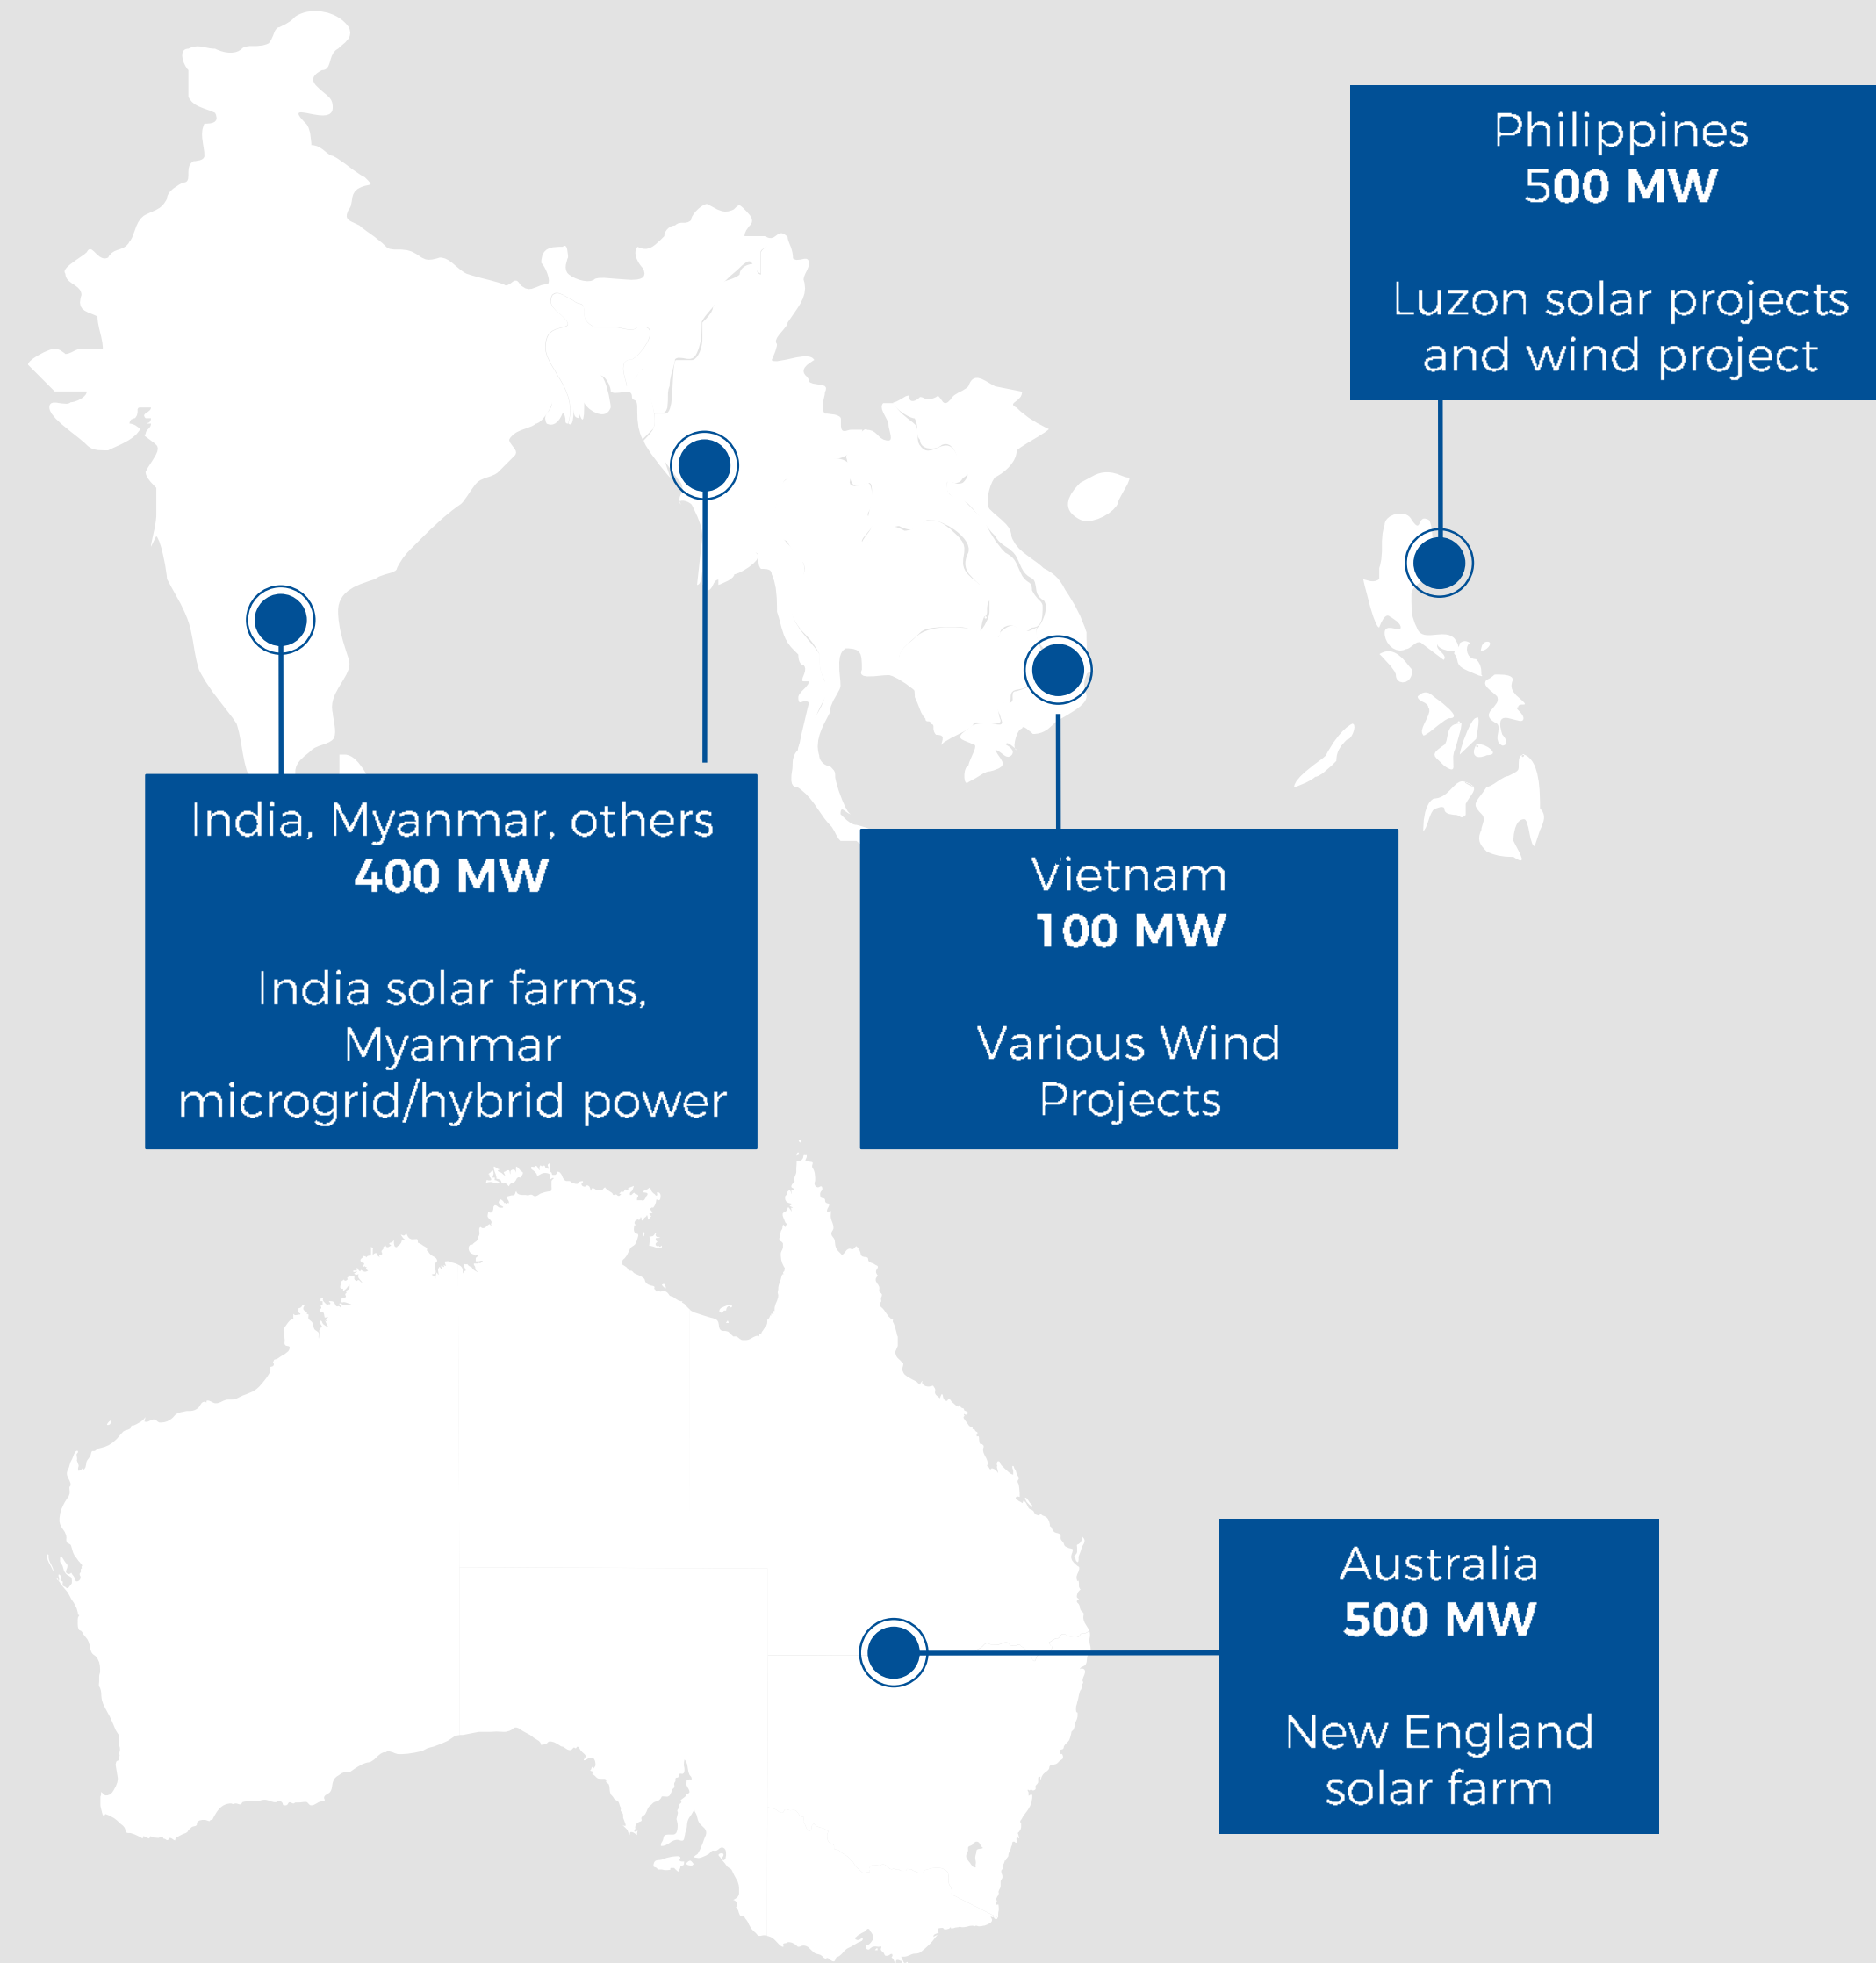 Philippines
500 MW
Luzon solar projects
and wind project
India, Myanmar, others
400 MW
India solar farms,
Myanmar
microgrid/hybrid power
Vietnam
100 MW
Various Wind
Projects
Australia
500 MW
New England
solar farm